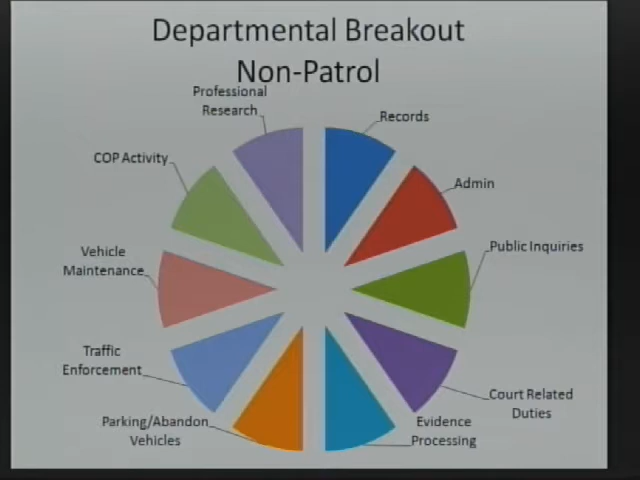 Departmental Breakout
Non-Patrol
Professional
Research
Records
COP Activity
Admin
Public Inquiries
Vehicle
Maintenance
Traffic
Enforcement
Court Related
Duties
Parking/Abandon
Vehicles
Evidence
Processing